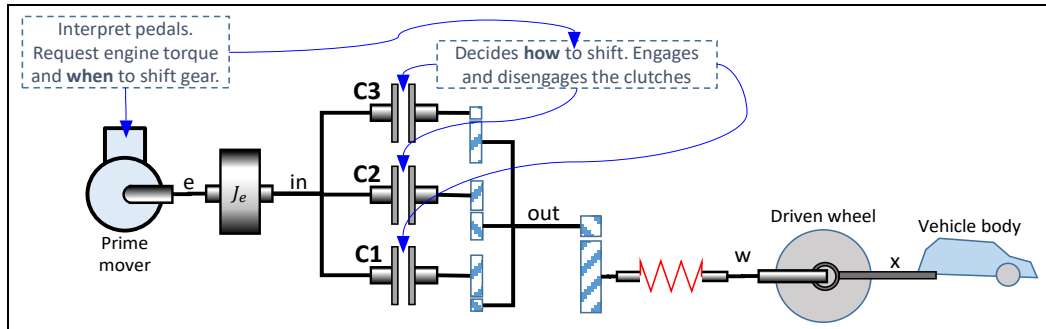 Interpret pedals.
Request engine torque
and when to shift gear.
Decides how to shift. Engages
and disengages the clutches
C3
C2
C1
e
J_e
in
out
Prime
mover
Driven wheel
Vehicle body
w
x